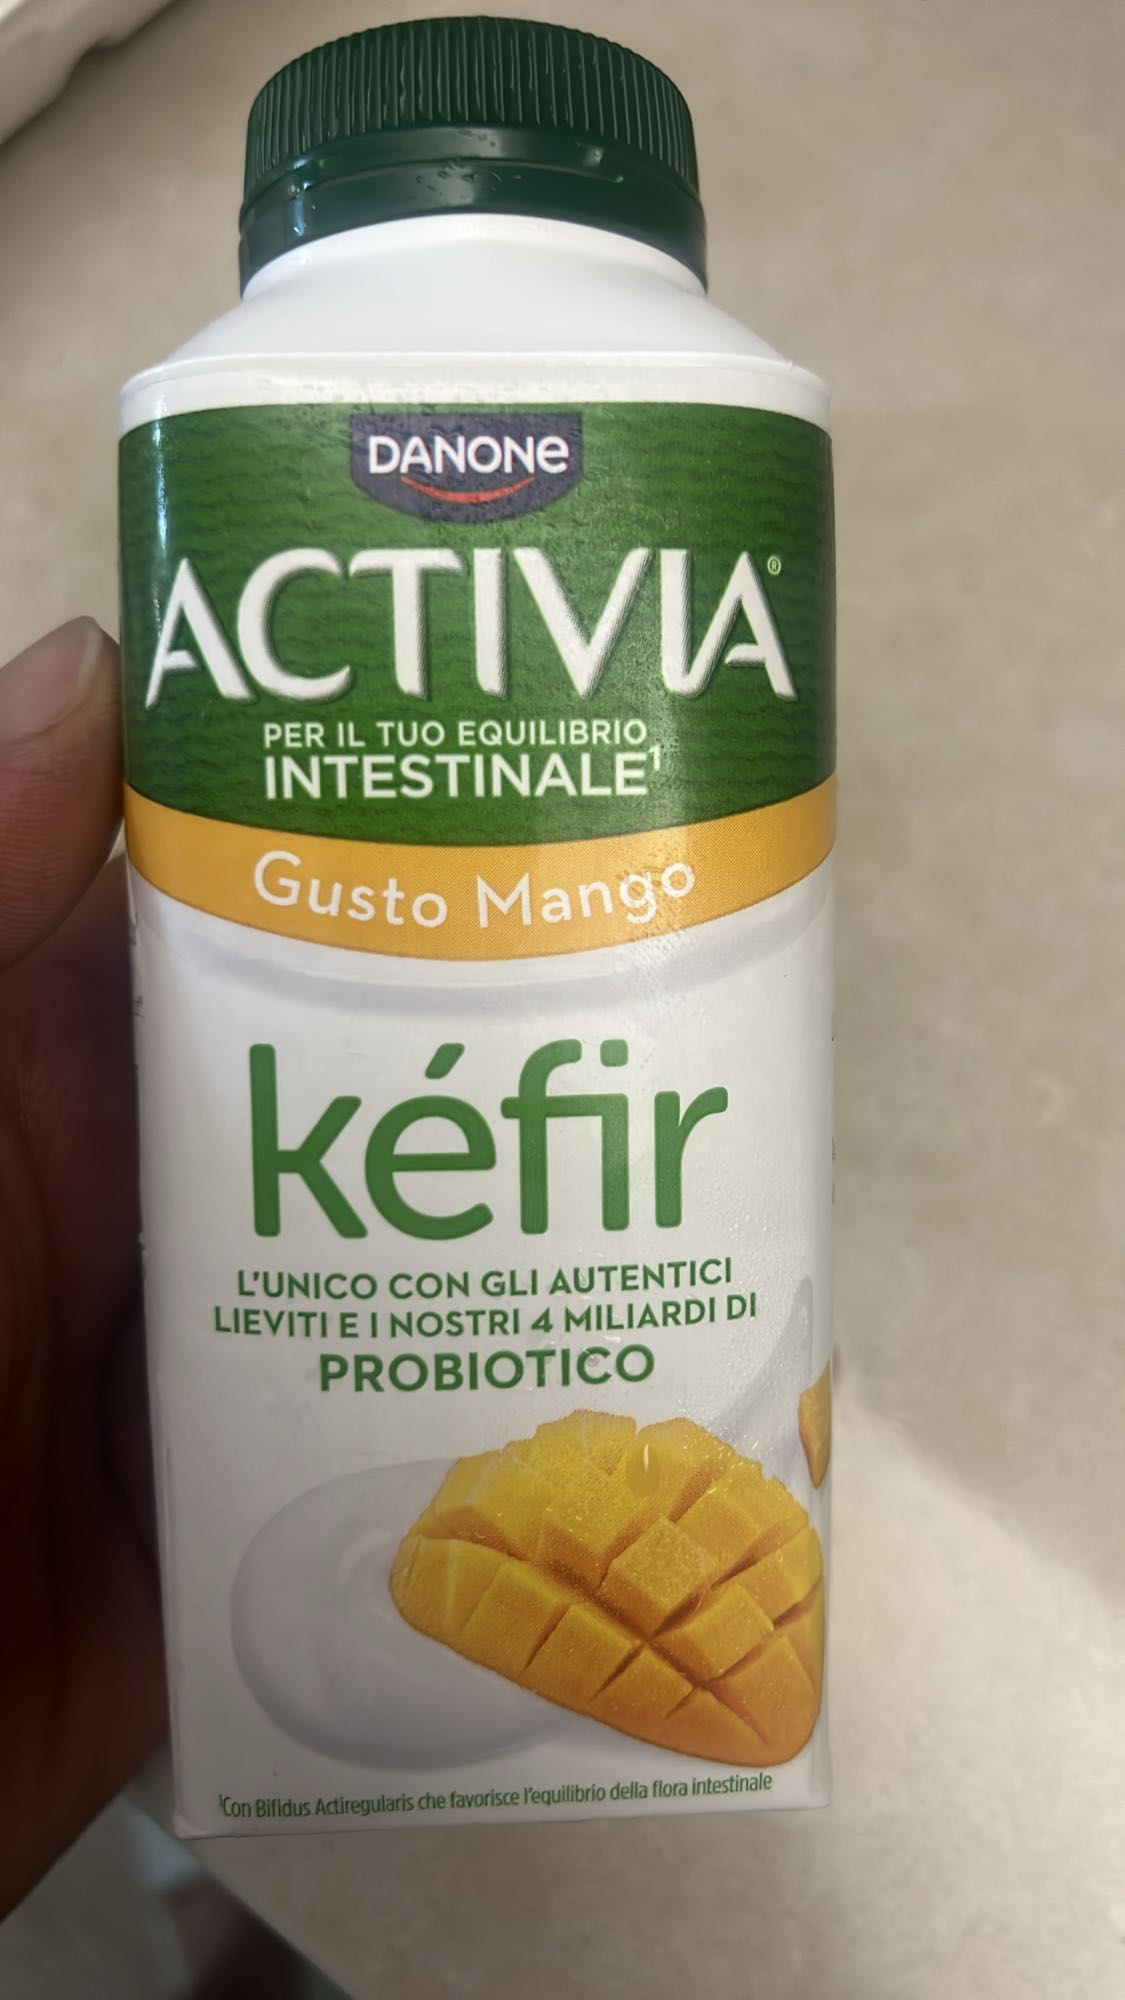 DANONE
ACTIVIA®
PER IL TUO EQUILIBRIO
INTESTINALE¹
Gusto Mango
kéfir
L'UNICO CON GLI AUTENTICI
LIEVITI E I NOSTRI 4 MILIARDI DI
PROBIOTICO
¹Con Bifidus Actiregularis che favorisce l'equilibrio della flora intestinale